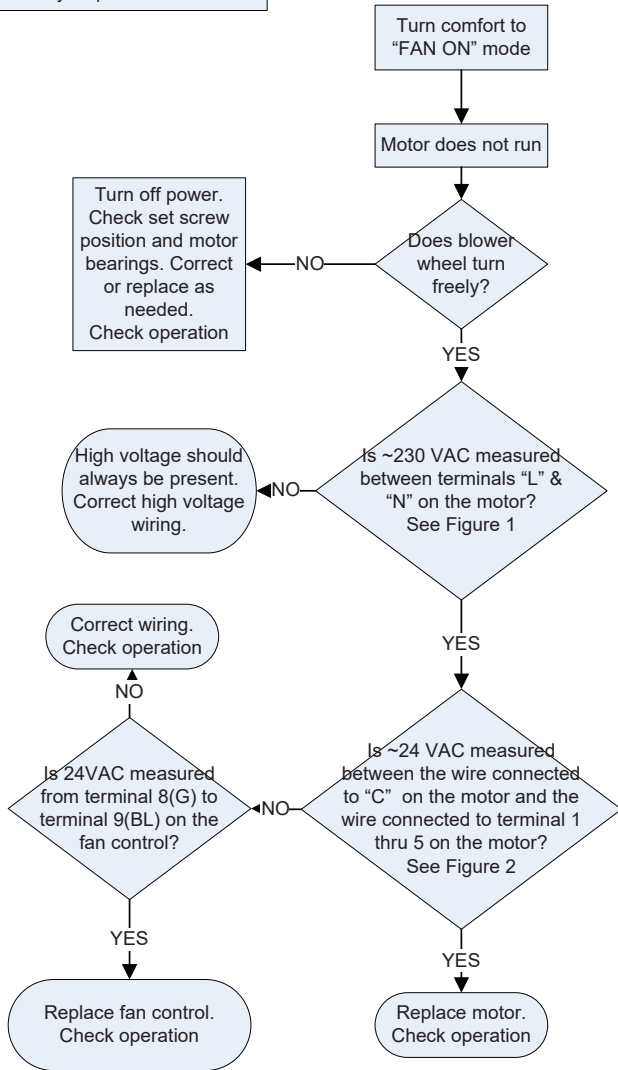 Turn comfort to
“FAN ON” mode
Motor does not run
Does blower
wheel turn
freely?
NO
Turn off power.
Check set screw
position and motor
bearings. Correct
or replace as
needed.
Check operation
YES
Is ~230 VAC measured
between terminals “L” &
“N” on the motor?
See Figure 1
NO
High voltage should
always be present.
Correct high voltage
wiring.
YES
Is ~24 VAC measured
between the wire connected
to “C” on the motor and the
wire connected to terminal 1
thru 5 on the motor?
See Figure 2
NO
Is 24VAC measured
from terminal 8(G) to
terminal 9(BL) on the
fan control?
NO
Correct wiring.
Check operation
YES
Replace fan control.
Check operation
YES
Replace motor.
Check operation